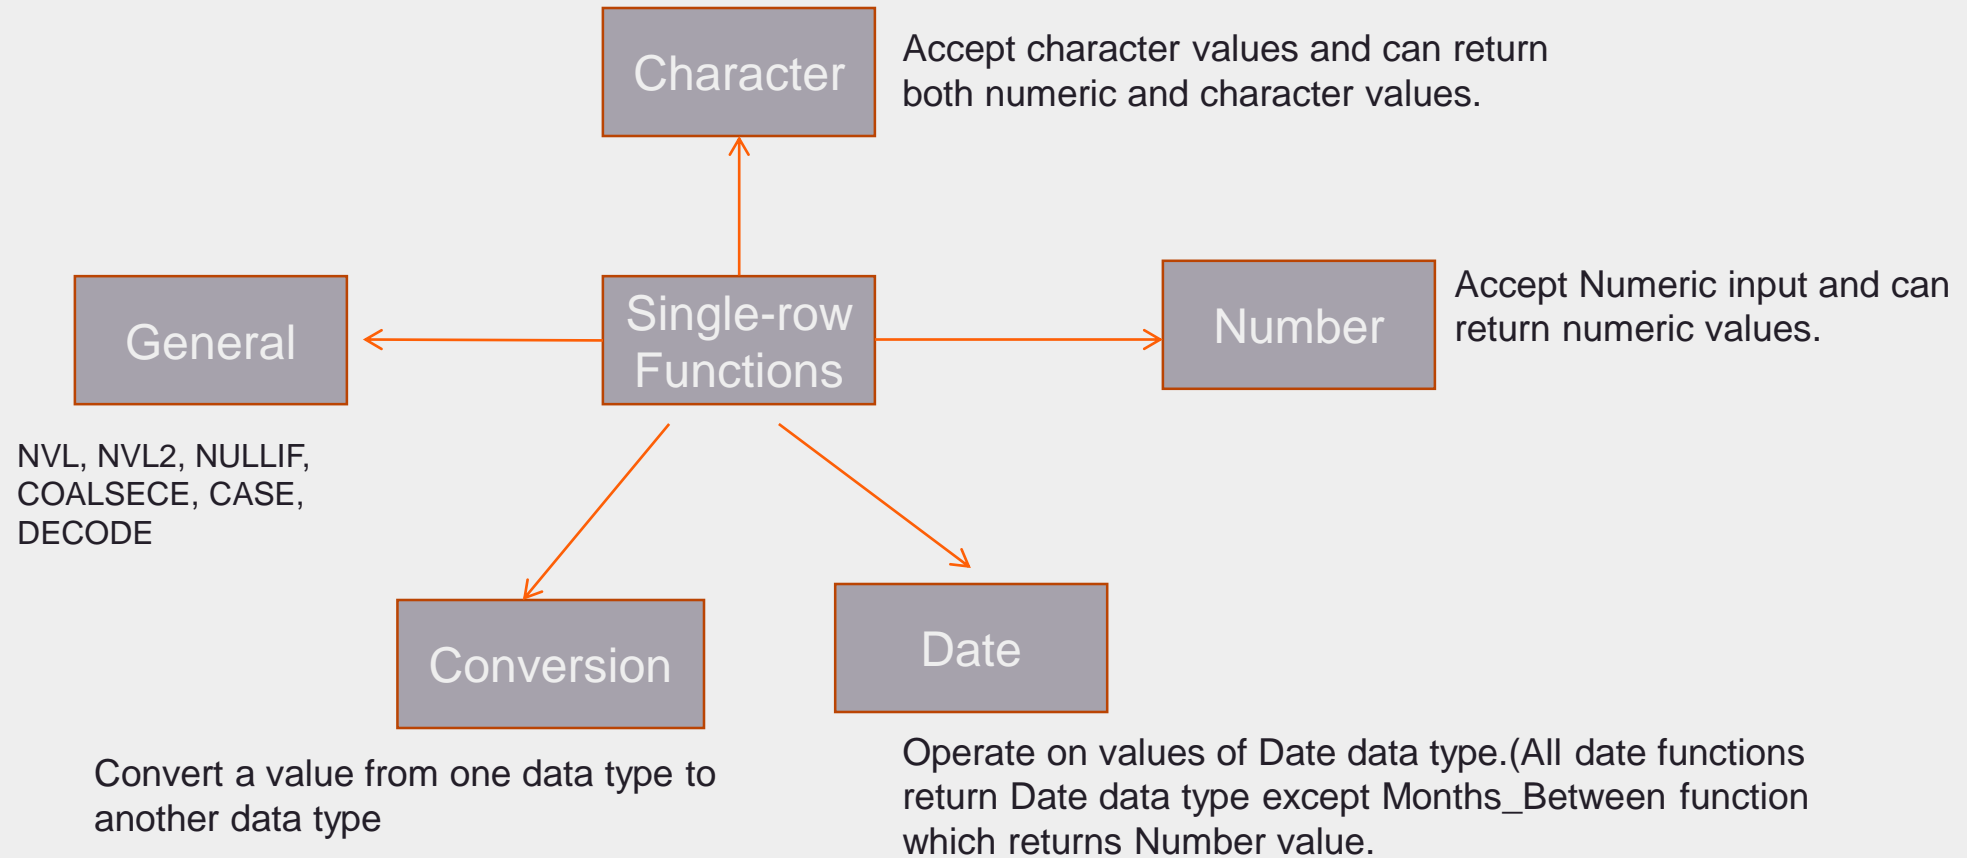 Character
Accept character values and can return
both numeric and character values.
General
Single-row
Functions
Number
Accept Numeric input and can
return numeric values.
NVL, NVL2, NULLIF,
COALSECE, CASE,
DECODE
Conversion
Date
Convert a value from one data type to
another data type
Operate on values of Date data type.(All date functions
return Date data type except Months_Between function
which returns Number value.